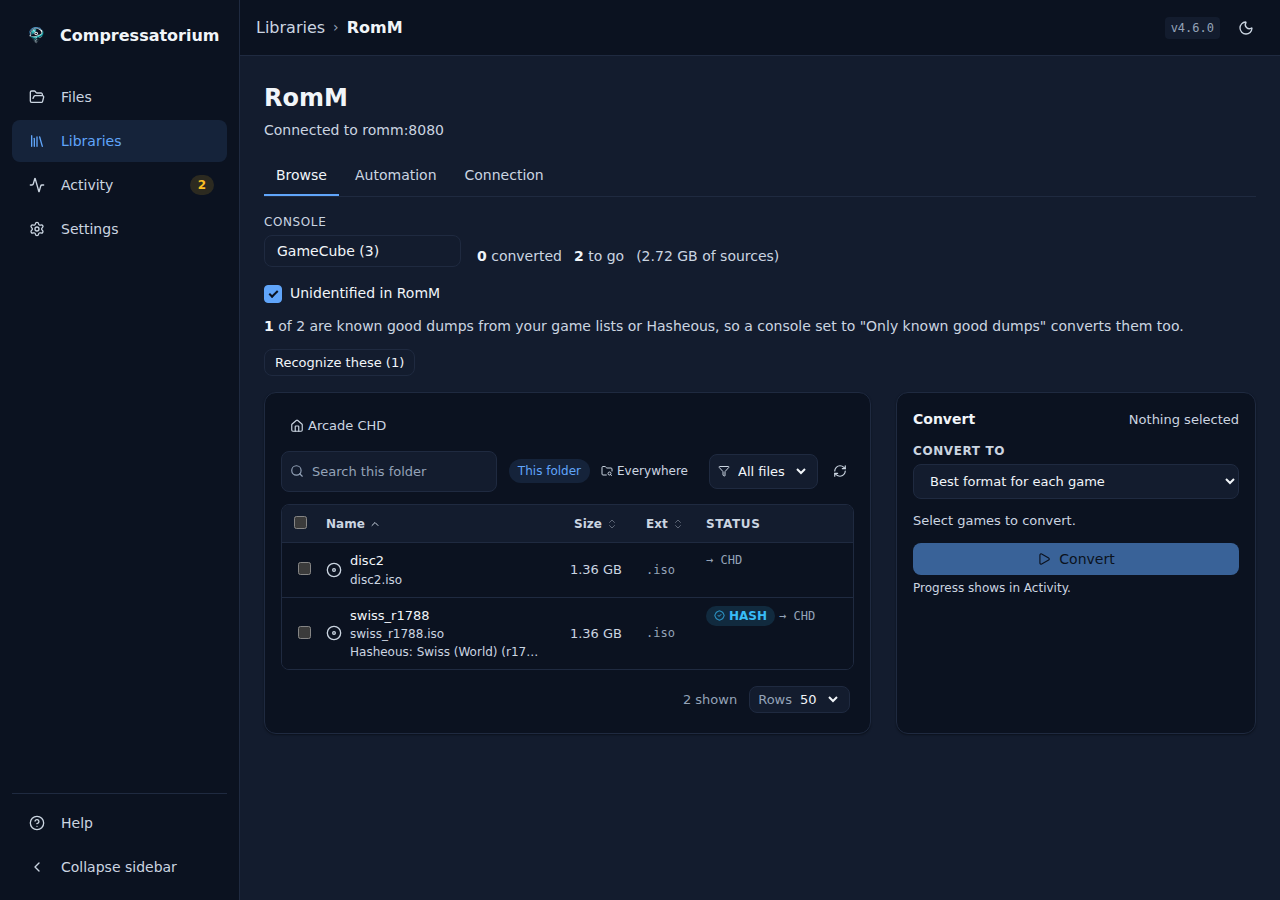 Compressatorium
Files
Libraries
Activity
2
Settings
Help
Collapse sidebar
Libraries › RomM
v4.6.0
RomM
Connected to romm:8080
Browse
Automation
Connection
CONSOLE
GameCube (3)
0 converted 2 to go (2.72 GB of sources)
Unidentified in RomM
1 of 2 are known good dumps from your game lists or Hasheous, so a console set to "Only known good dumps" converts them too.
Recognize these (1)
Arcade CHD
Search this folder
This folder
Everywhere
All files
Name
Size
Ext
STATUS
disc2
disc2.iso
1.36 GB
.iso
→ CHD
swiss_r1788
swiss_r1788.iso
Hasheous: Swiss (World) (r17…
1.36 GB
.iso
HASH → CHD
2 shown
Rows 50
Convert
Nothing selected
CONVERT TO
Best format for each game
Select games to convert.
Convert
Progress shows in Activity.